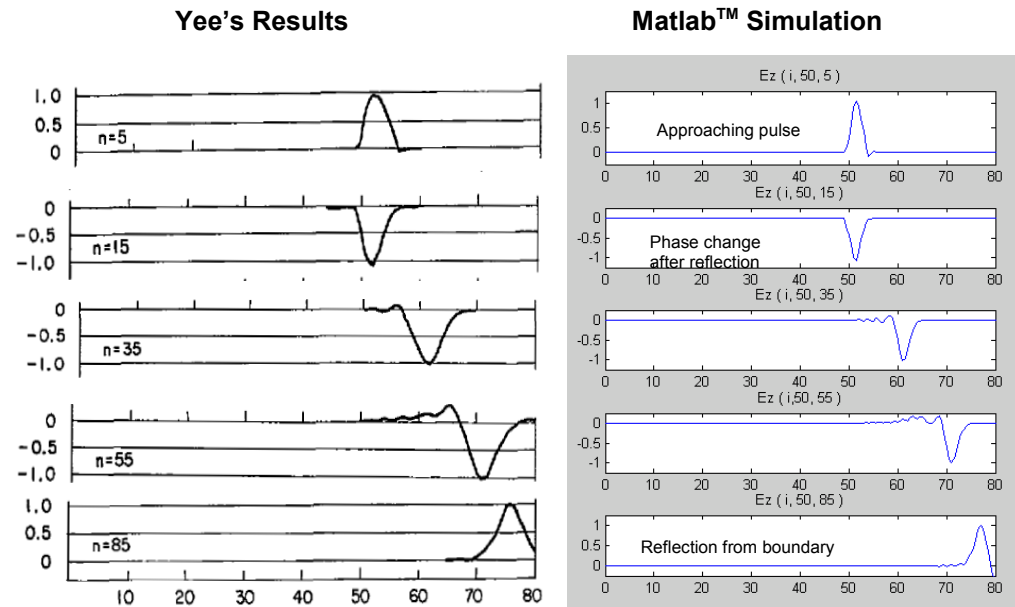 Yee's Results
Matlab™ Simulation
1.0
0.5
0
n=5
0
-0.5
-1.0
n=15
0
-0.5
-1.0
n=35
0
-0.5
-1.0
n=55
1.0
0.5
0
n=85
10 20 30 40 50 60 70 80
Ez ( i, 50, 5 )
1
0.5
0
Approaching pulse
0 10 20 30 40 50 60 70 80
Ez ( i, 50, 15 )
0
-0.5
-1
Phase change
after reflection
0 10 20 30 40 50 60 70 80
Ez ( i, 50, 35 )
0
-0.5
-1
0 10 20 30 40 50 60 70 80
Ez ( i,50, 55 )
0
-0.5
-1
0 10 20 30 40 50 60 70 80
Ez ( i, 50, 85 )
1
0.5
0
Reflection from boundary
0 10 20 30 40 50 60 70 80